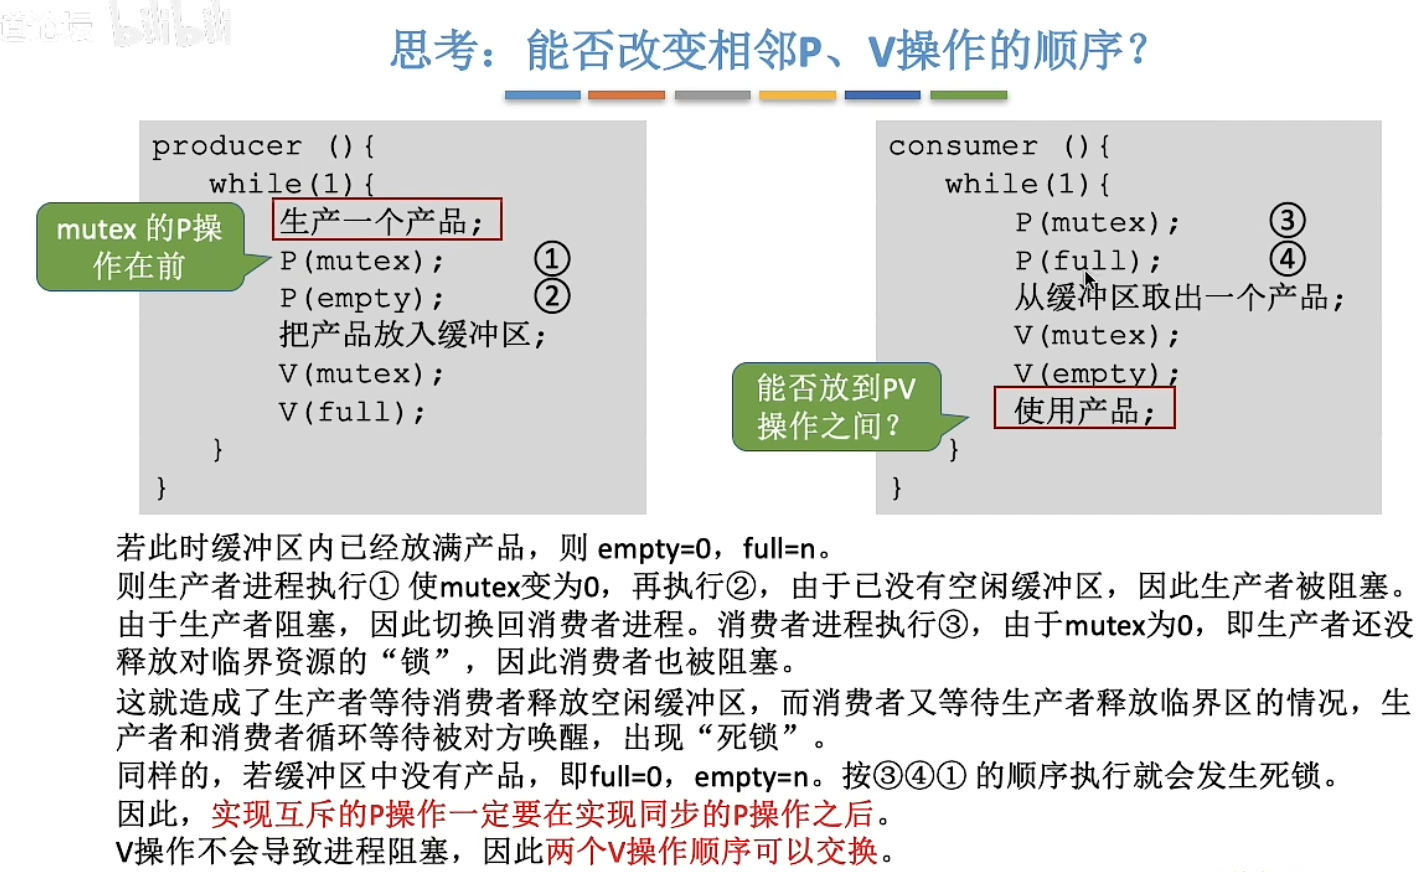 思考：能否改变相邻P、V操作的顺序？
producer (){
while(1){
生产一个产品;
P(mutex); ①
P(empty); ②
把产品放入缓冲区;
V(mutex);
V(full);
}
}
mutex 的P操
作在前
consumer (){
while(1){
P(mutex); ③
P(full); ④
从缓冲区取出一个产品;
V(mutex);
V(empty);
使用产品;
}
}
能否放到PV
操作之间？
若此时缓冲区内已经放满产品，则 empty=0，full=n。
则生产者进程执行① 使mutex变为0，再执行②，由于已没有空闲缓冲区，因此生产者被阻塞。
由于生产者阻塞，因此切换回消费者进程。消费者进程执行③，由于mutex为0，即生产者还没
释放对临界资源的“锁”，因此消费者也被阻塞。
这就造成了生产者等待消费者释放空闲缓冲区，而消费者又等待生产者释放临界区的情况，生
产者和消费者循环等待被对方唤醒，出现“死锁”。
同样的，若缓冲区中没有产品，即full=0，empty=n。按③④① 的顺序执行就会发生死锁。
因此，实现互斥的P操作一定要在实现同步的P操作之后。
V操作不会导致进程阻塞，因此两个V操作顺序可以交换。